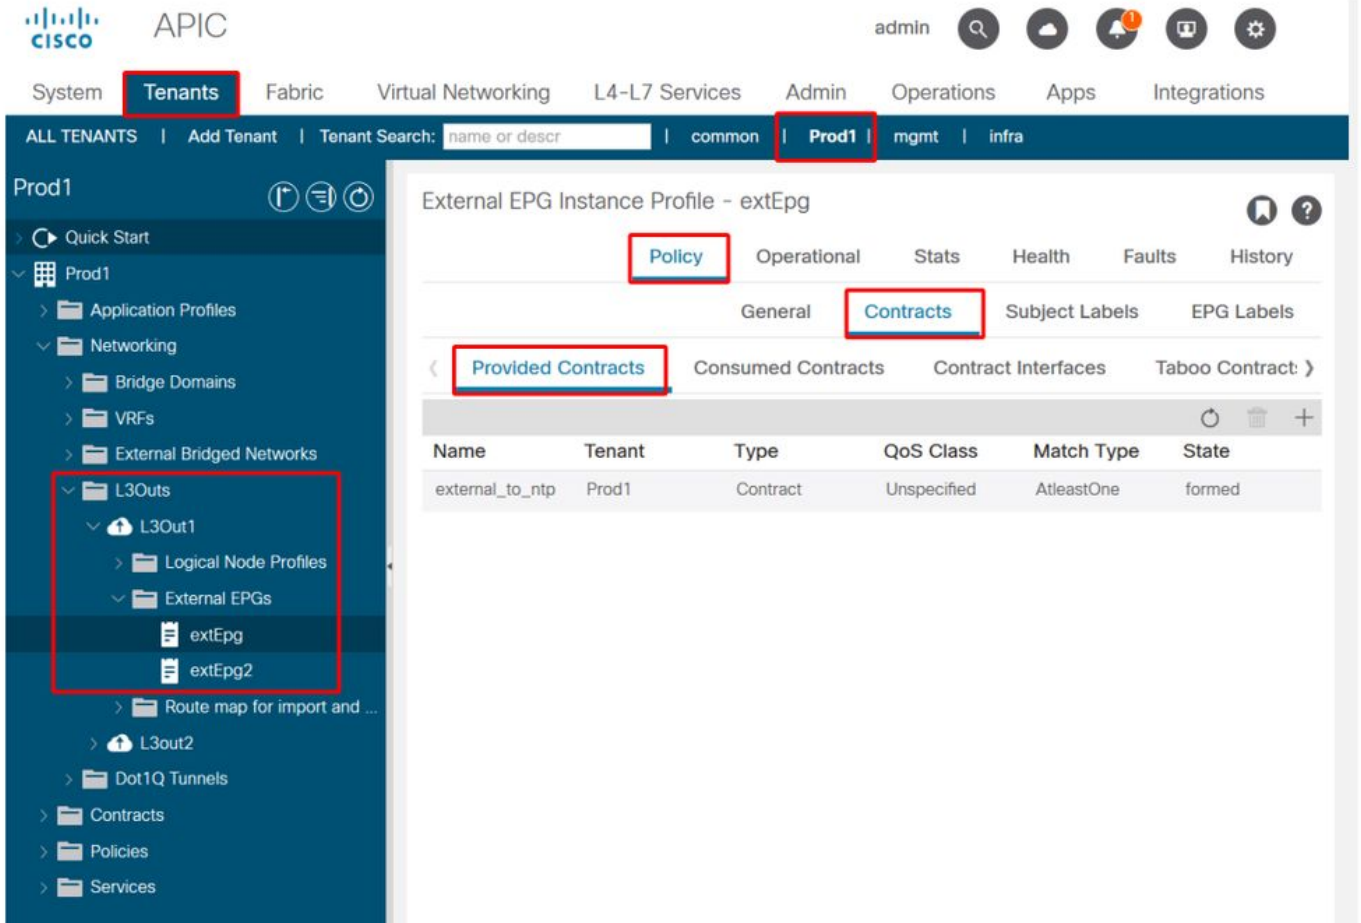 CISCO APIC admin 1
System Tenants Fabric Virtual Networking L4-L7 Services Admin Operations Apps Integrations
ALL TENANTS | Add Tenant | Tenant Search: name or descr | common | Prod1 | mgmt | infra
Prod1
Quick Start
Prod1
Application Profiles
Networking
Bridge Domains
VRFs
External Bridged Networks
L3Outs
L3Out1
Logical Node Profiles
External EPGs
extEpg
extEpg2
Route map for import and ...
L3out2
Dot1Q Tunnels
Contracts
Policies
Services
External EPG Instance Profile - extEpg
Policy Operational Stats Health Faults History
General Contracts Subject Labels EPG Labels
Provided Contracts Consumed Contracts Contract Interfaces Taboo Contract
Name Tenant Type QoS Class Match Type State
external_to_ntp Prod1 Contract Unspecified AtleastOne formed